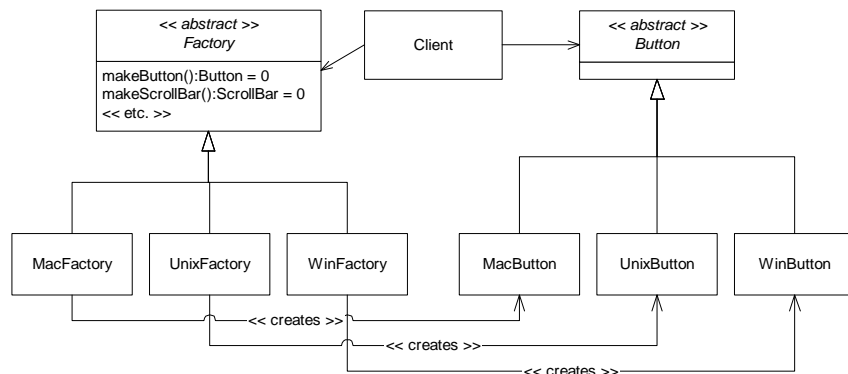 << abstract >>
Factory
makeButton():Button = 0
makeScrollBar():ScrollBar = 0
<< etc. >>
Client
<< abstract >>
Button
MacFactory
UnixFactory
WinFactory
MacButton
UnixButton
WinButton
<< creates >>
<< creates >>
<< creates >>